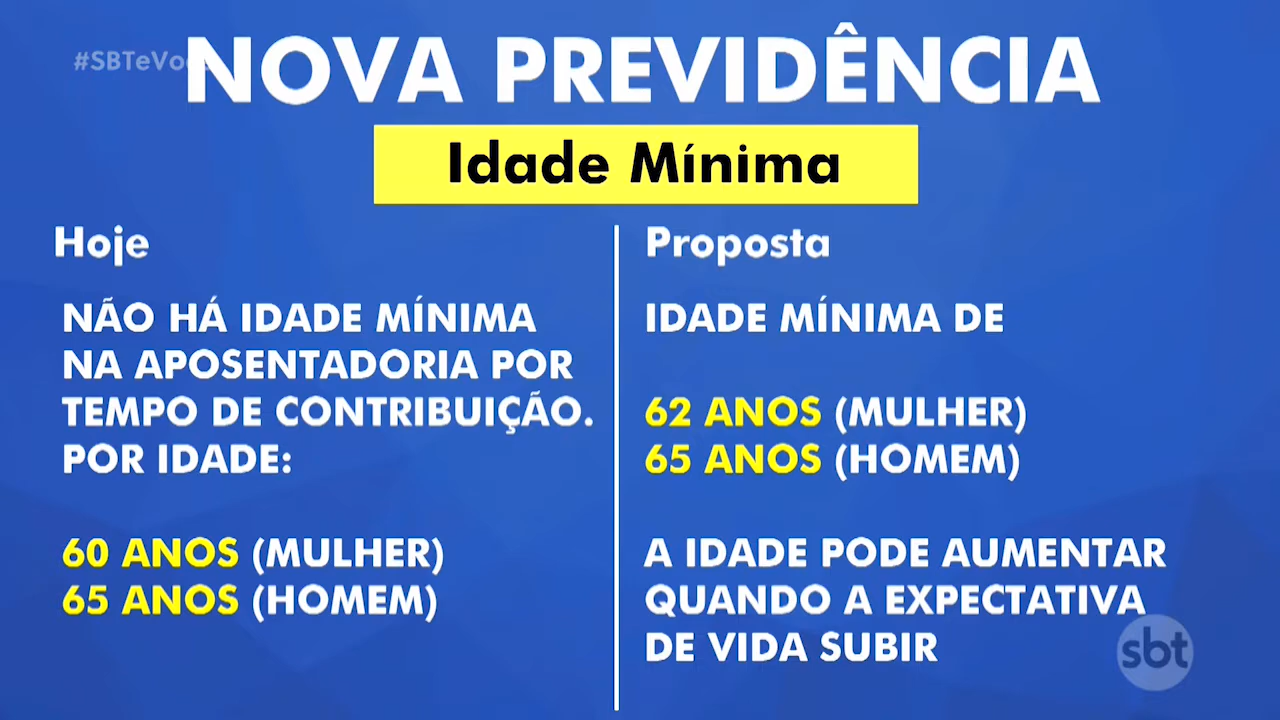 #SBTeVo
NOVA PREVIDÊNCIA
Idade Mínima
Hoje
NÃO HÁ IDADE MÍNIMA
NA APOSENTADORIA POR
TEMPO DE CONTRIBUIÇÃO.
POR IDADE:
60 ANOS (MULHER)
65 ANOS (HOMEM)
Proposta
IDADE MÍNIMA DE
62 ANOS (MULHER)
65 ANOS (HOMEM)
A IDADE PODE AUMENTAR
QUANDO A EXPECTATIVA
DE VIDA SUBIR
sbt